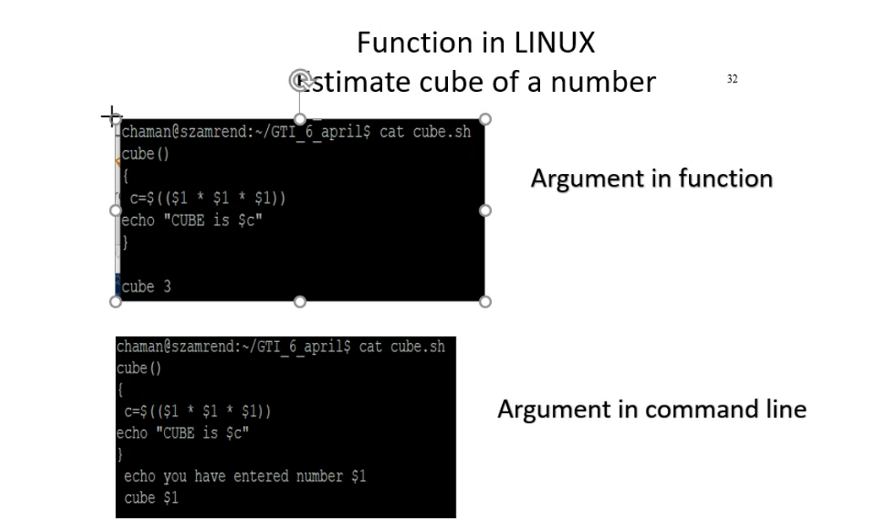 Function in LINUX
Estimate cube of a number
32
chaman@szamrend:~/GTI_6_april$ cat cube.sh
cube()
{
c=$(($1 * $1 * $1))
echo "CUBE is $c"
}
cube 3
Argument in function
chaman@szamrend:~/GTI_6_april$ cat cube.sh
cube()
{
c=$(($1 * $1 * $1))
echo "CUBE is $c"
}
echo you have entered number $1
cube $1
Argument in command line